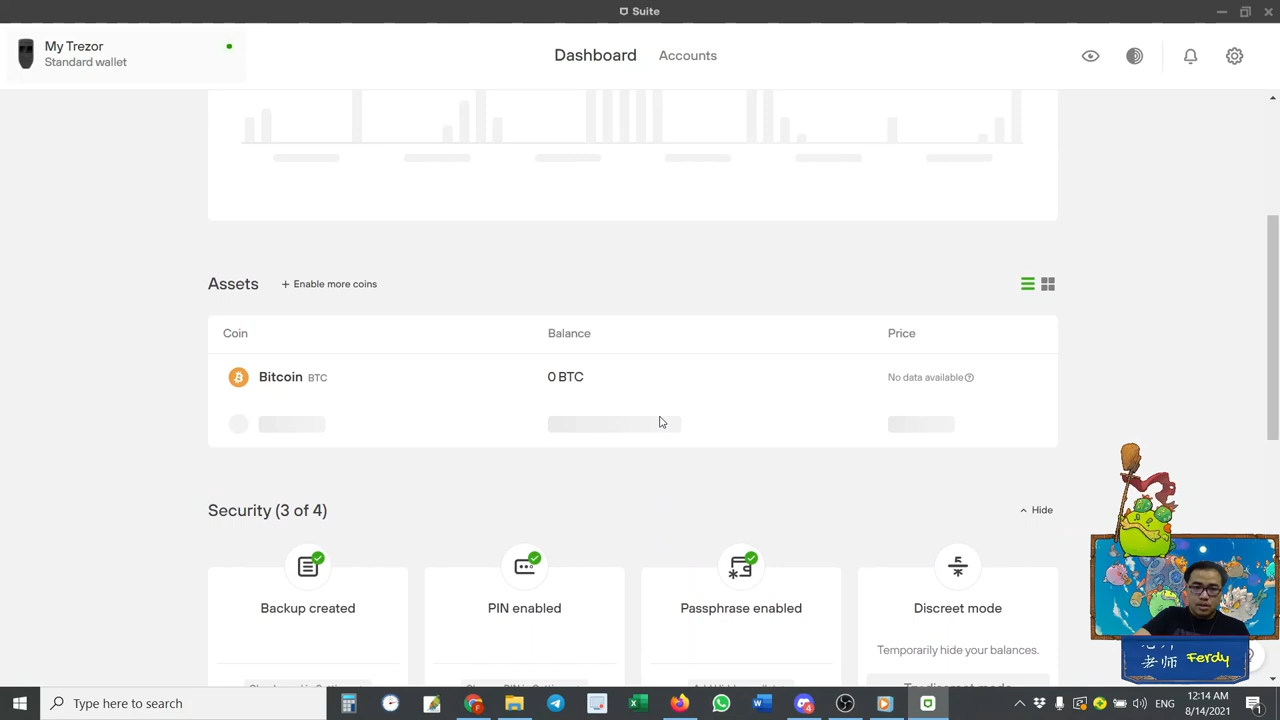 Suite
My Trezor
Standard wallet
Dashboard
Accounts
Assets
+ Enable more coins
Coin
Balance
Price
Bitcoin BTC
0 BTC
No data available
Security (3 of 4)
Hide
Backup created
PIN enabled
Passphrase enabled
Discreet mode
Temporarily hide your balances.
老师 Ferdy
Type here to search
ENG
12:14 AM
8/14/2021